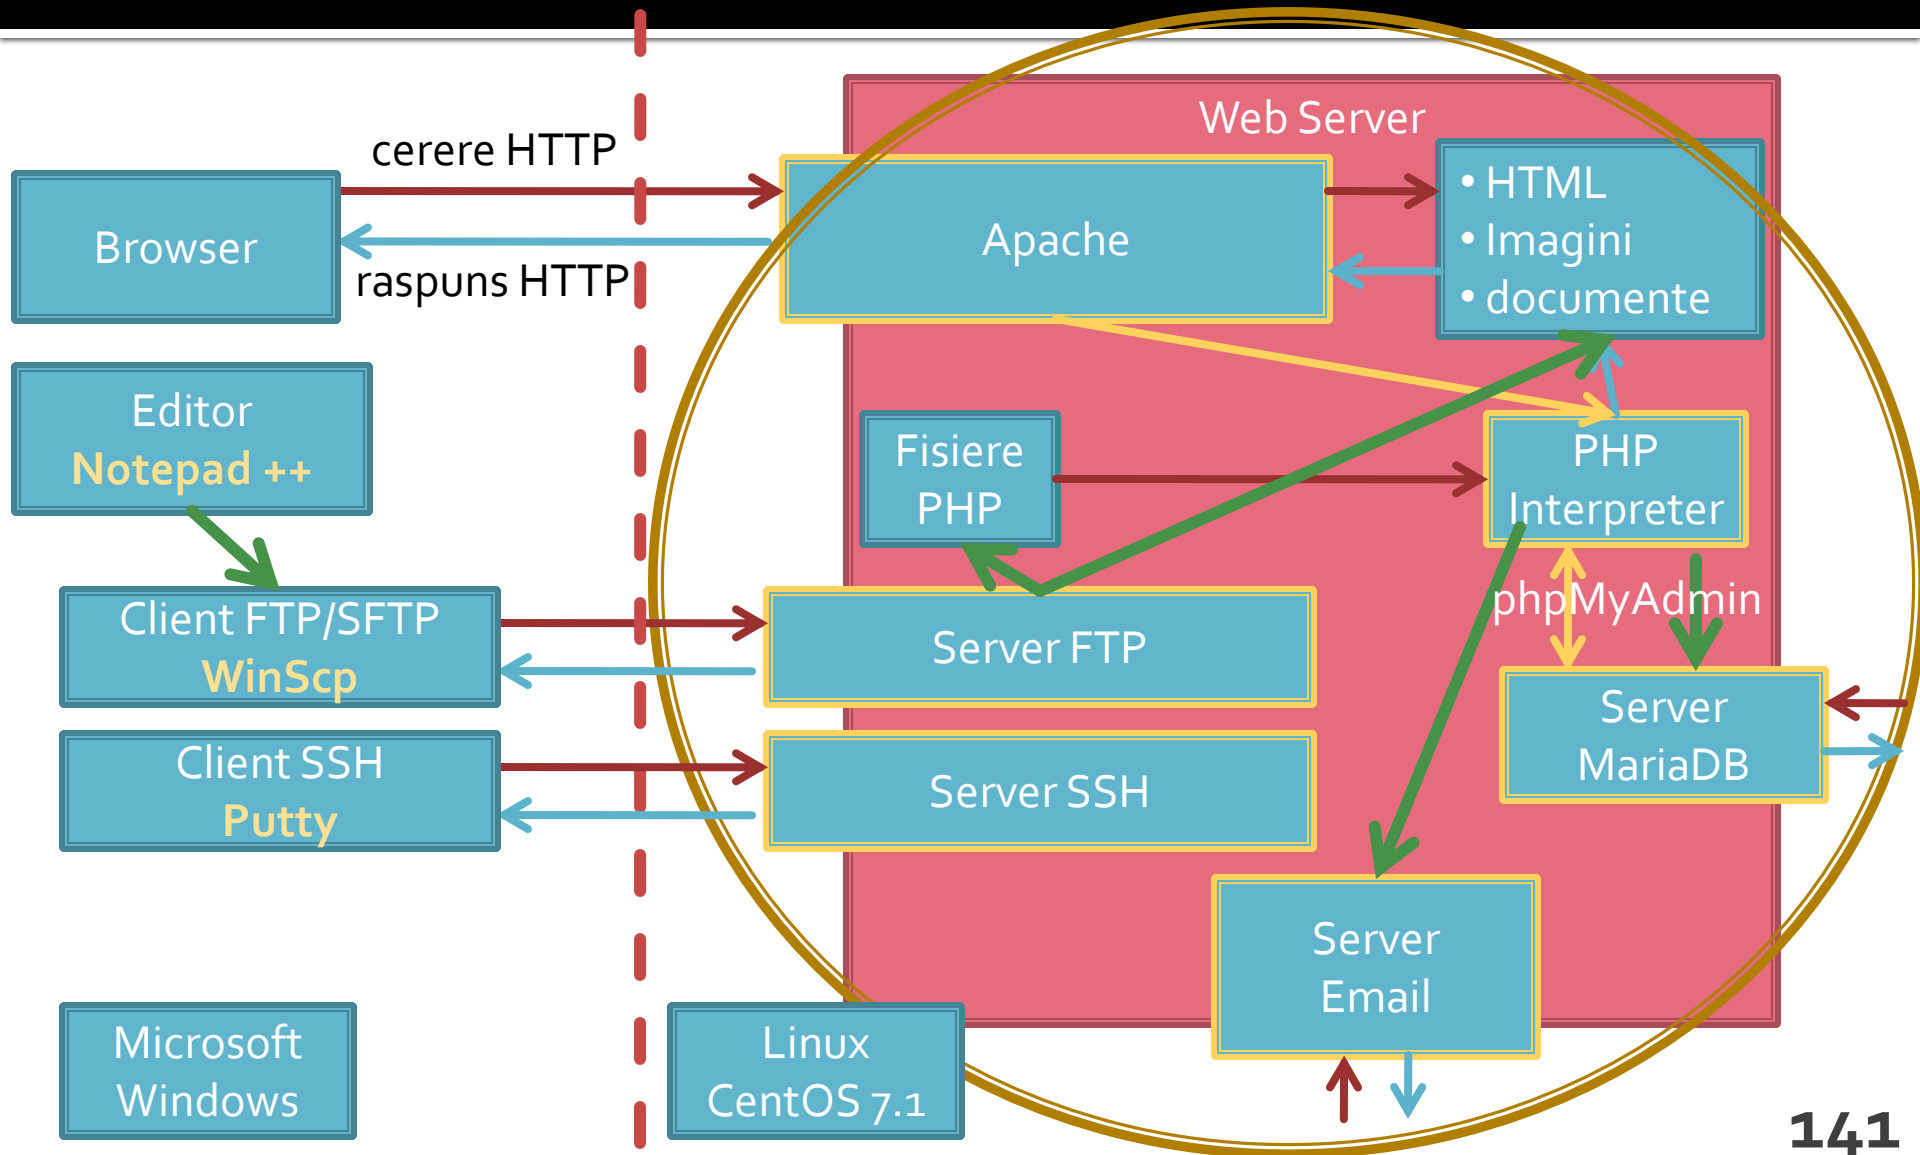 Web Server
cerere HTTP
raspuns HTTP
Browser
Apache
• HTML
• Imagini
• documente
Editor
Notepad ++
Fisiere
PHP
PHP
Interpreter
phpMyAdmin
Client FTP/SFTP
WinScp
Server FTP
Server
MariaDB
Client SSH
Putty
Server SSH
Server
Email
Microsoft
Windows
Linux
CentOS 7.1
141